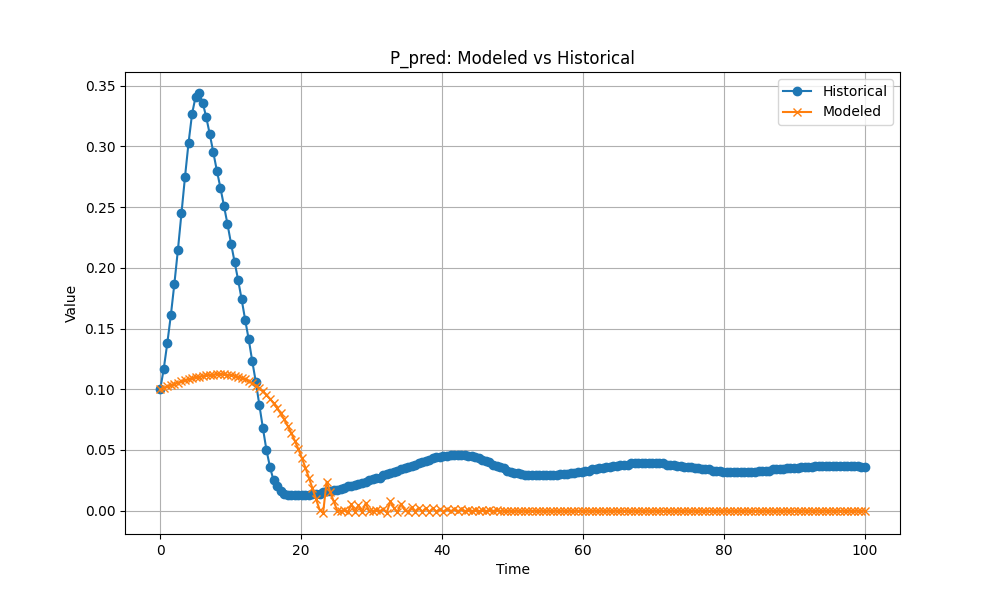 P_pred: Modeled vs Historical
Historical
Modeled
0.35
0.30
0.25
0.20
0.15
0.10
0.05
0.00
Value
0 20 40 60 80 100
Time